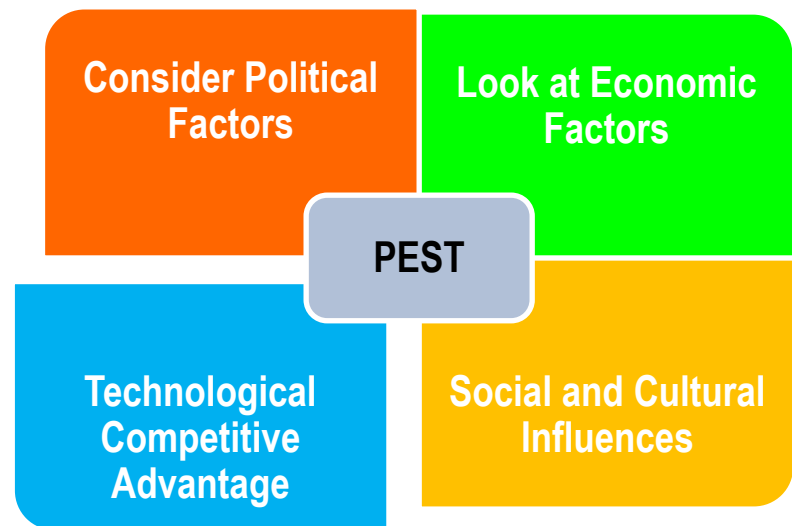 Consider Political
Factors
Look at Economic
Factors
PEST
Technological
Competitive
Advantage
Social and Cultural
Influences